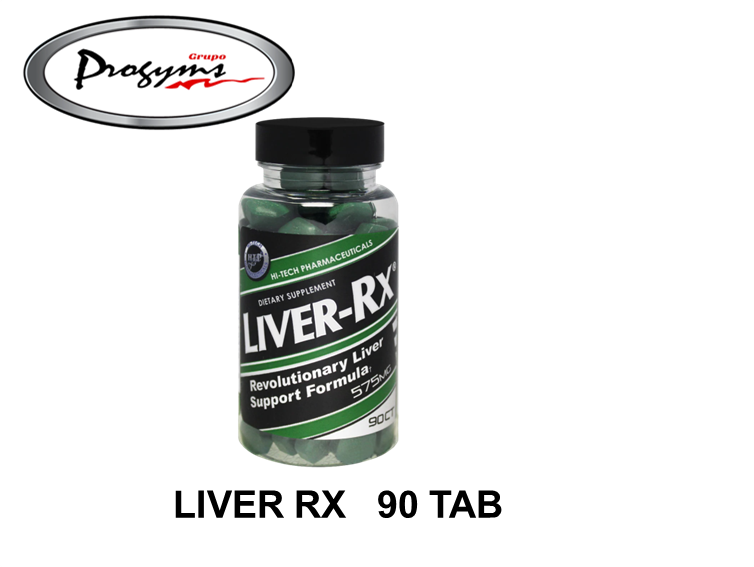 Grupo
Progyms
HI-TECH PHARMACEUTICALS
DIETARY SUPPLEMENT
LIVER-RX®
Revolutionary Liver
Support Formula†
575MG
90CT
LIVER RX 90 TAB